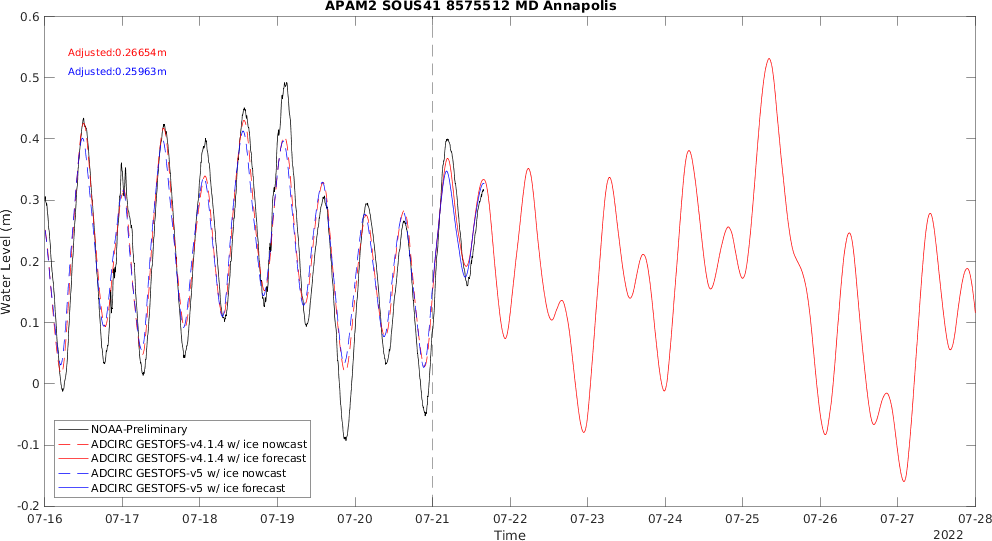 APAM2 SOUS41 8575512 MD Annapolis
0.6
Adjusted:0.26654m
Adjusted:0.25963m
0.5
0.4
0.3
0.2
0.1
0
-0.1
-0.2
Water Level (m)
NOAA-Preliminary
ADCIRC GESTOFS-v4.1.4 w/ ice nowcast
ADCIRC GESTOFS-v4.1.4 w/ ice forecast
ADCIRC GESTOFS-v5 w/ ice nowcast
ADCIRC GESTOFS-v5 w/ ice forecast
07-16 07-17 07-18 07-19 07-20 07-21 07-22 07-23 07-24 07-25 07-26 07-27 07-28
Time
2022